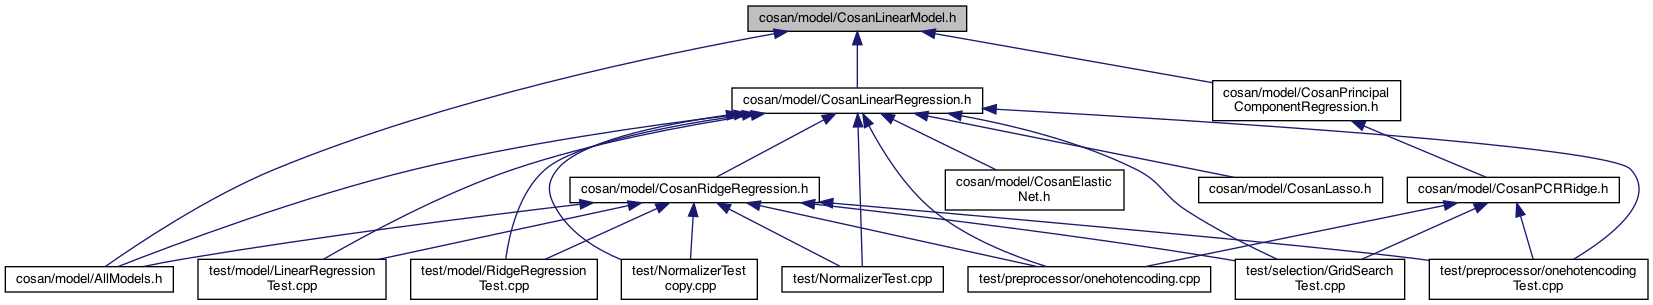 cosan/model/CosanLinearModel.h
cosan/model/CosanLinearRegression.h
cosan/model/CosanPrincipal
ComponentRegression.h
cosan/model/CosanRidgeRegression.h
cosan/model/CosanElastic
Net.h
cosan/model/CosanLasso.h
cosan/model/CosanPCRRidge.h
cosan/model/AllModels.h
test/model/LinearRegression
Test.cpp
test/model/RidgeRegression
Test.cpp
test/NormalizerTest
copy.cpp
test/NormalizerTest.cpp
test/preprocessor/onehotencoding.cpp
test/selection/GridSearch
Test.cpp
test/preprocessor/onehotencoding
Test.cpp